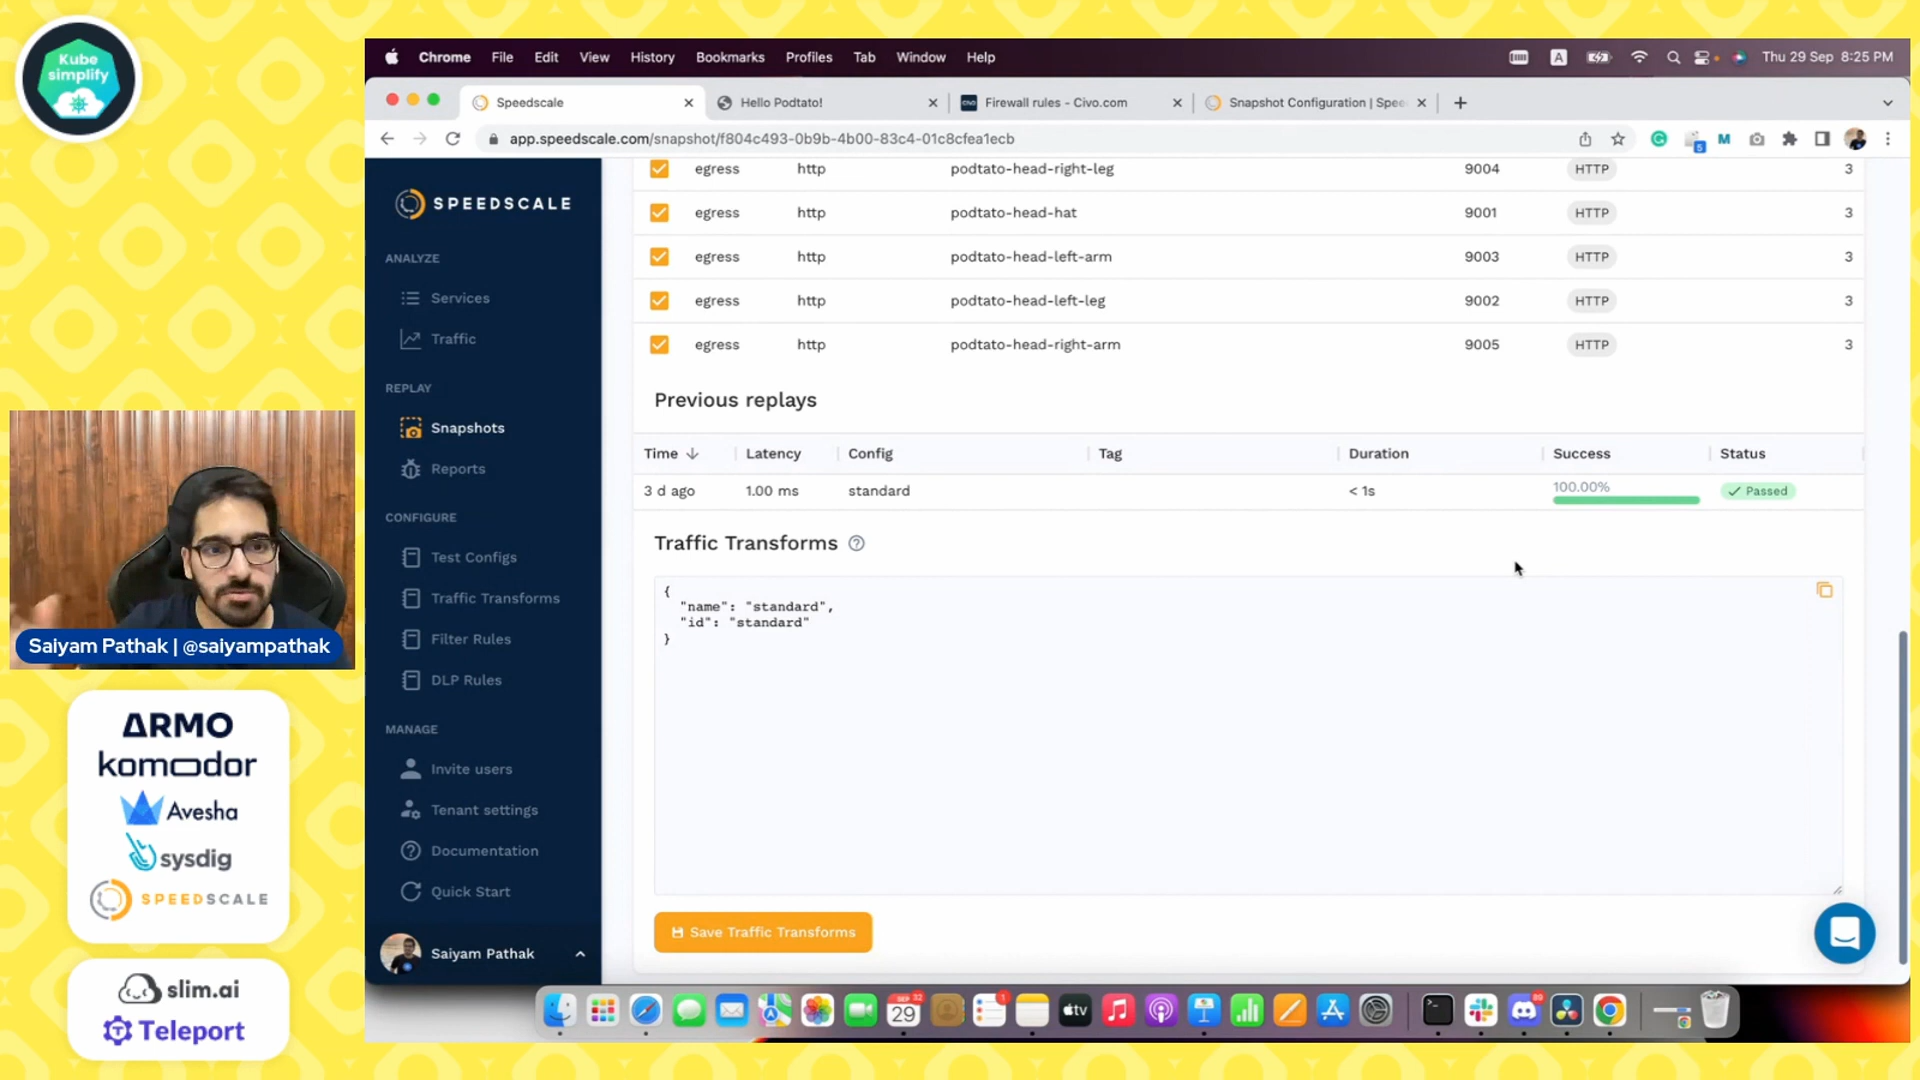 Kube
simplify
Chrome File Edit View History Bookmarks Profiles Tab Window Help
A
Thu 29 Sep 8:25 PM
Speedscale
Hello Podtato!
CIVO Firewall rules - Civo.com
Snapshot Configuration | Spee
app.speedscale.com/snapshot/f804c493-0b9b-4b00-83c4-01c8cfea1ecb
5
M
SPEEDSCALE
ANALYZE
Services
Traffic
REPLAY
Snapshots
Reports
CONFIGURE
Test Configs
Traffic Transforms
Filter Rules
DLP Rules
MANAGE
Invite users
Tenant settings
Documentation
Quick Start
Saiyam Pathak
egress http podtato-head-right-leg 9004 HTTP 3
egress http podtato-head-hat 9001 HTTP 3
egress http podtato-head-left-arm 9003 HTTP 3
egress http podtato-head-left-leg 9002 HTTP 3
egress http podtato-head-right-arm 9005 HTTP 3
Previous replays
Time Latency Config Tag Duration Success Status
3 d ago 1.00 ms standard < 1s 100.00% Passed
Traffic Transforms
{
"name": "standard",
"id": "standard"
}
Save Traffic Transforms
Saiyam Pathak | @saiyampathak
ARMO
komodor
Avesha
sysdig
SPEEDSCALE
slim.ai
Teleport
SEP
29
tv
1